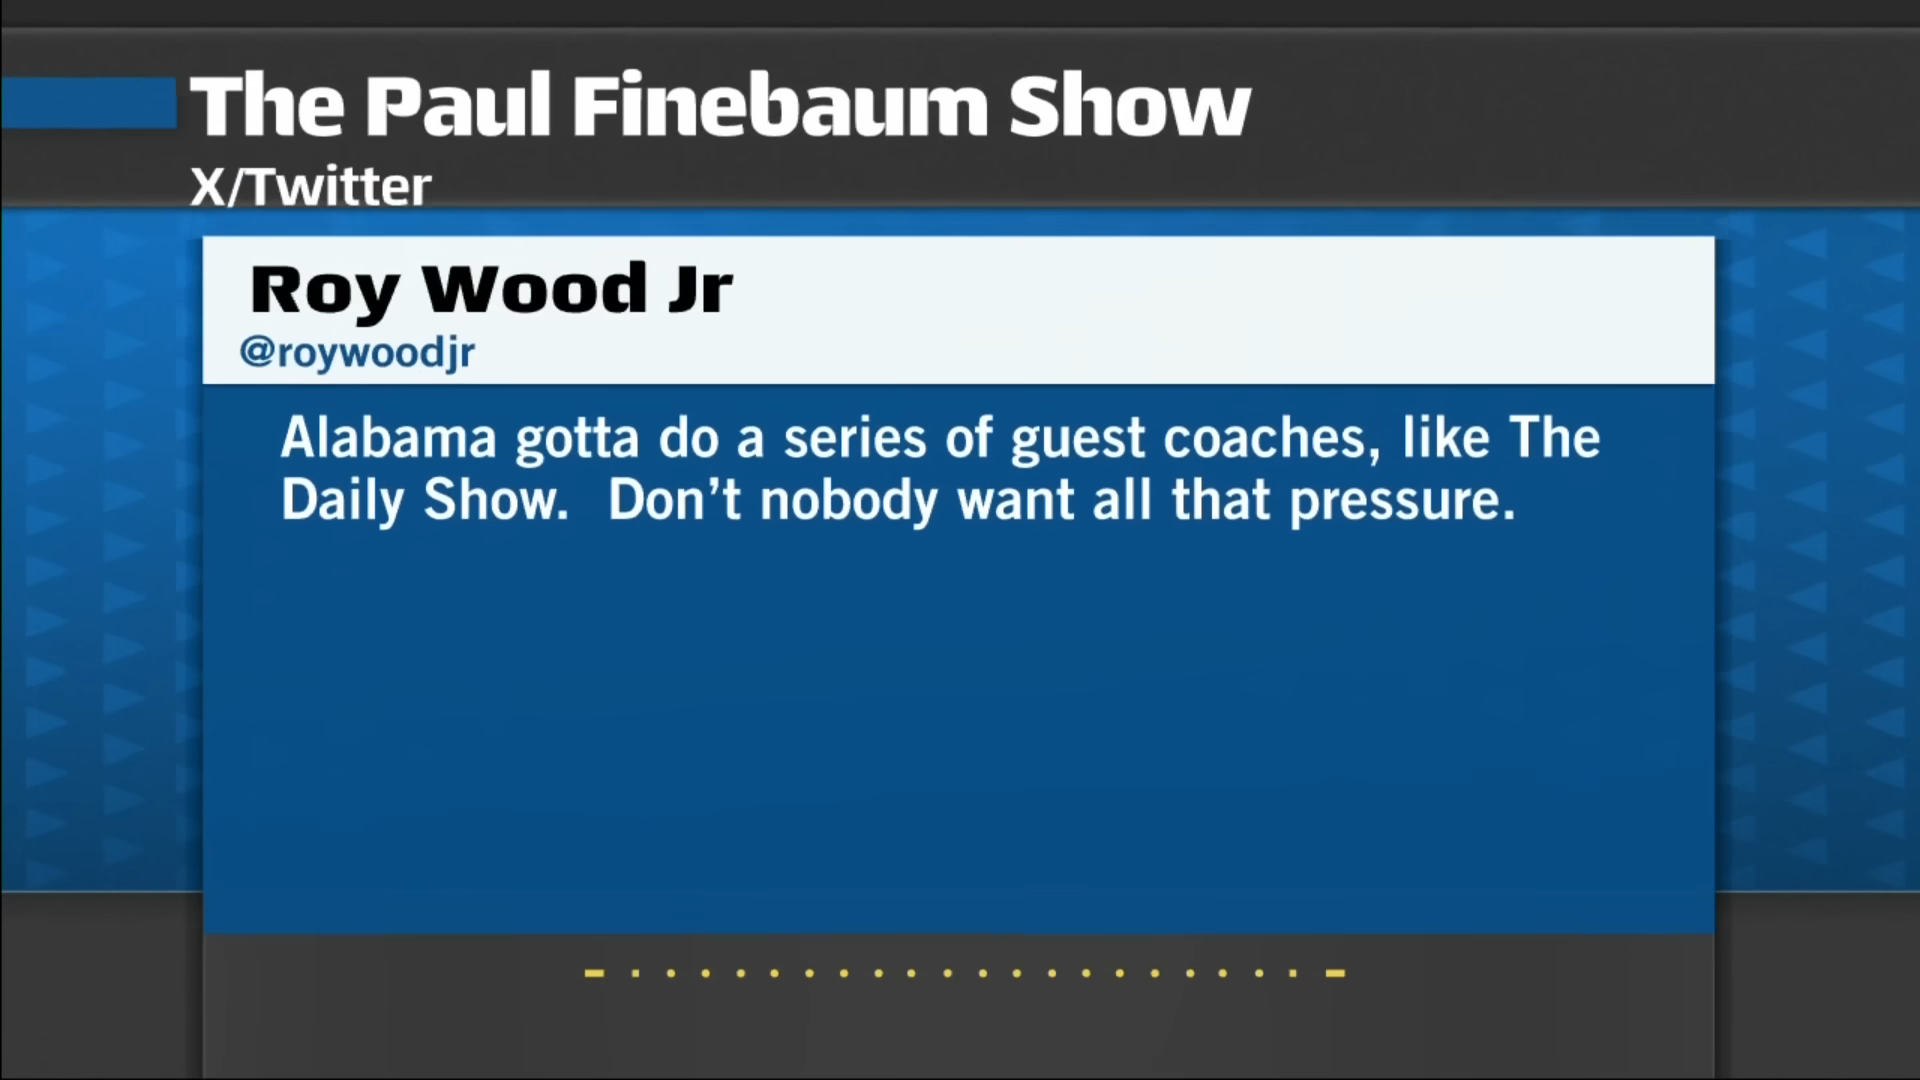 The Paul Finebaum Show
X/Twitter
Roy Wood Jr
@roywoodjr
Alabama gotta do a series of guest coaches, like The
Daily Show.  Don’t nobody want all that pressure.